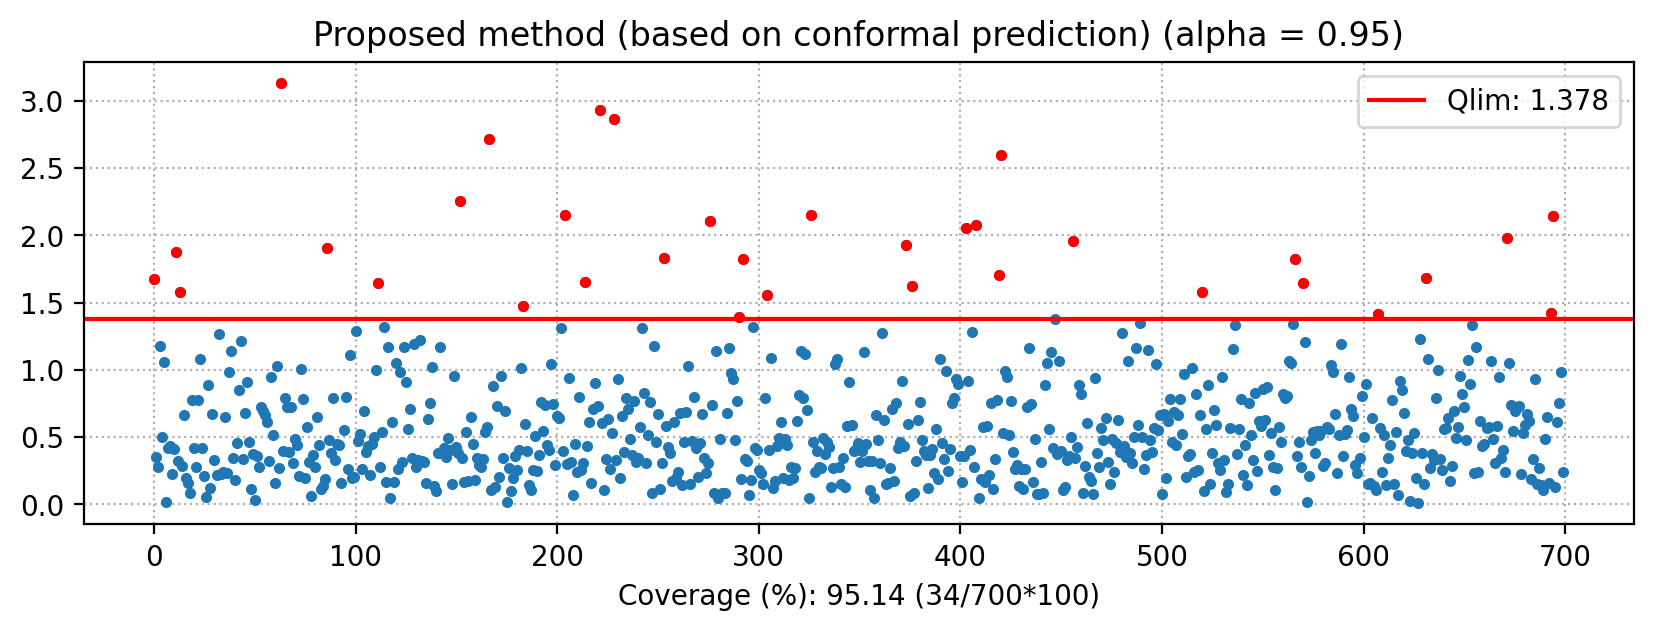 Proposed method (based on conformal prediction) (alpha = 0.95)
Qlim: 1.378
3.0
2.5
2.0
1.5
1.0
0.5
0.0
0 100 200 300 400 500 600 700
Coverage (%): 95.14 (34/700*100)